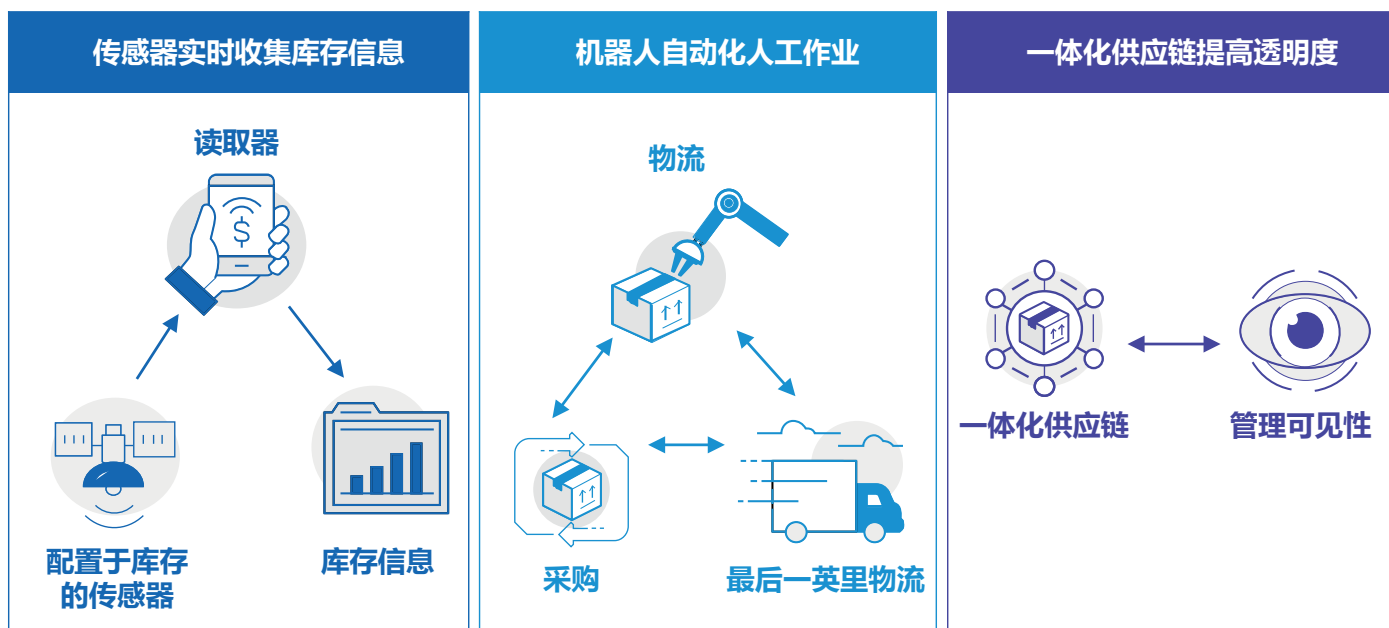 传感器实时收集库存信息
读取器
$
配置于库存
的传感器
库存信息
机器人自动化人工作业
物流
采购
最后一英里物流
一体化供应链提高透明度
一体化供应链
管理可见性